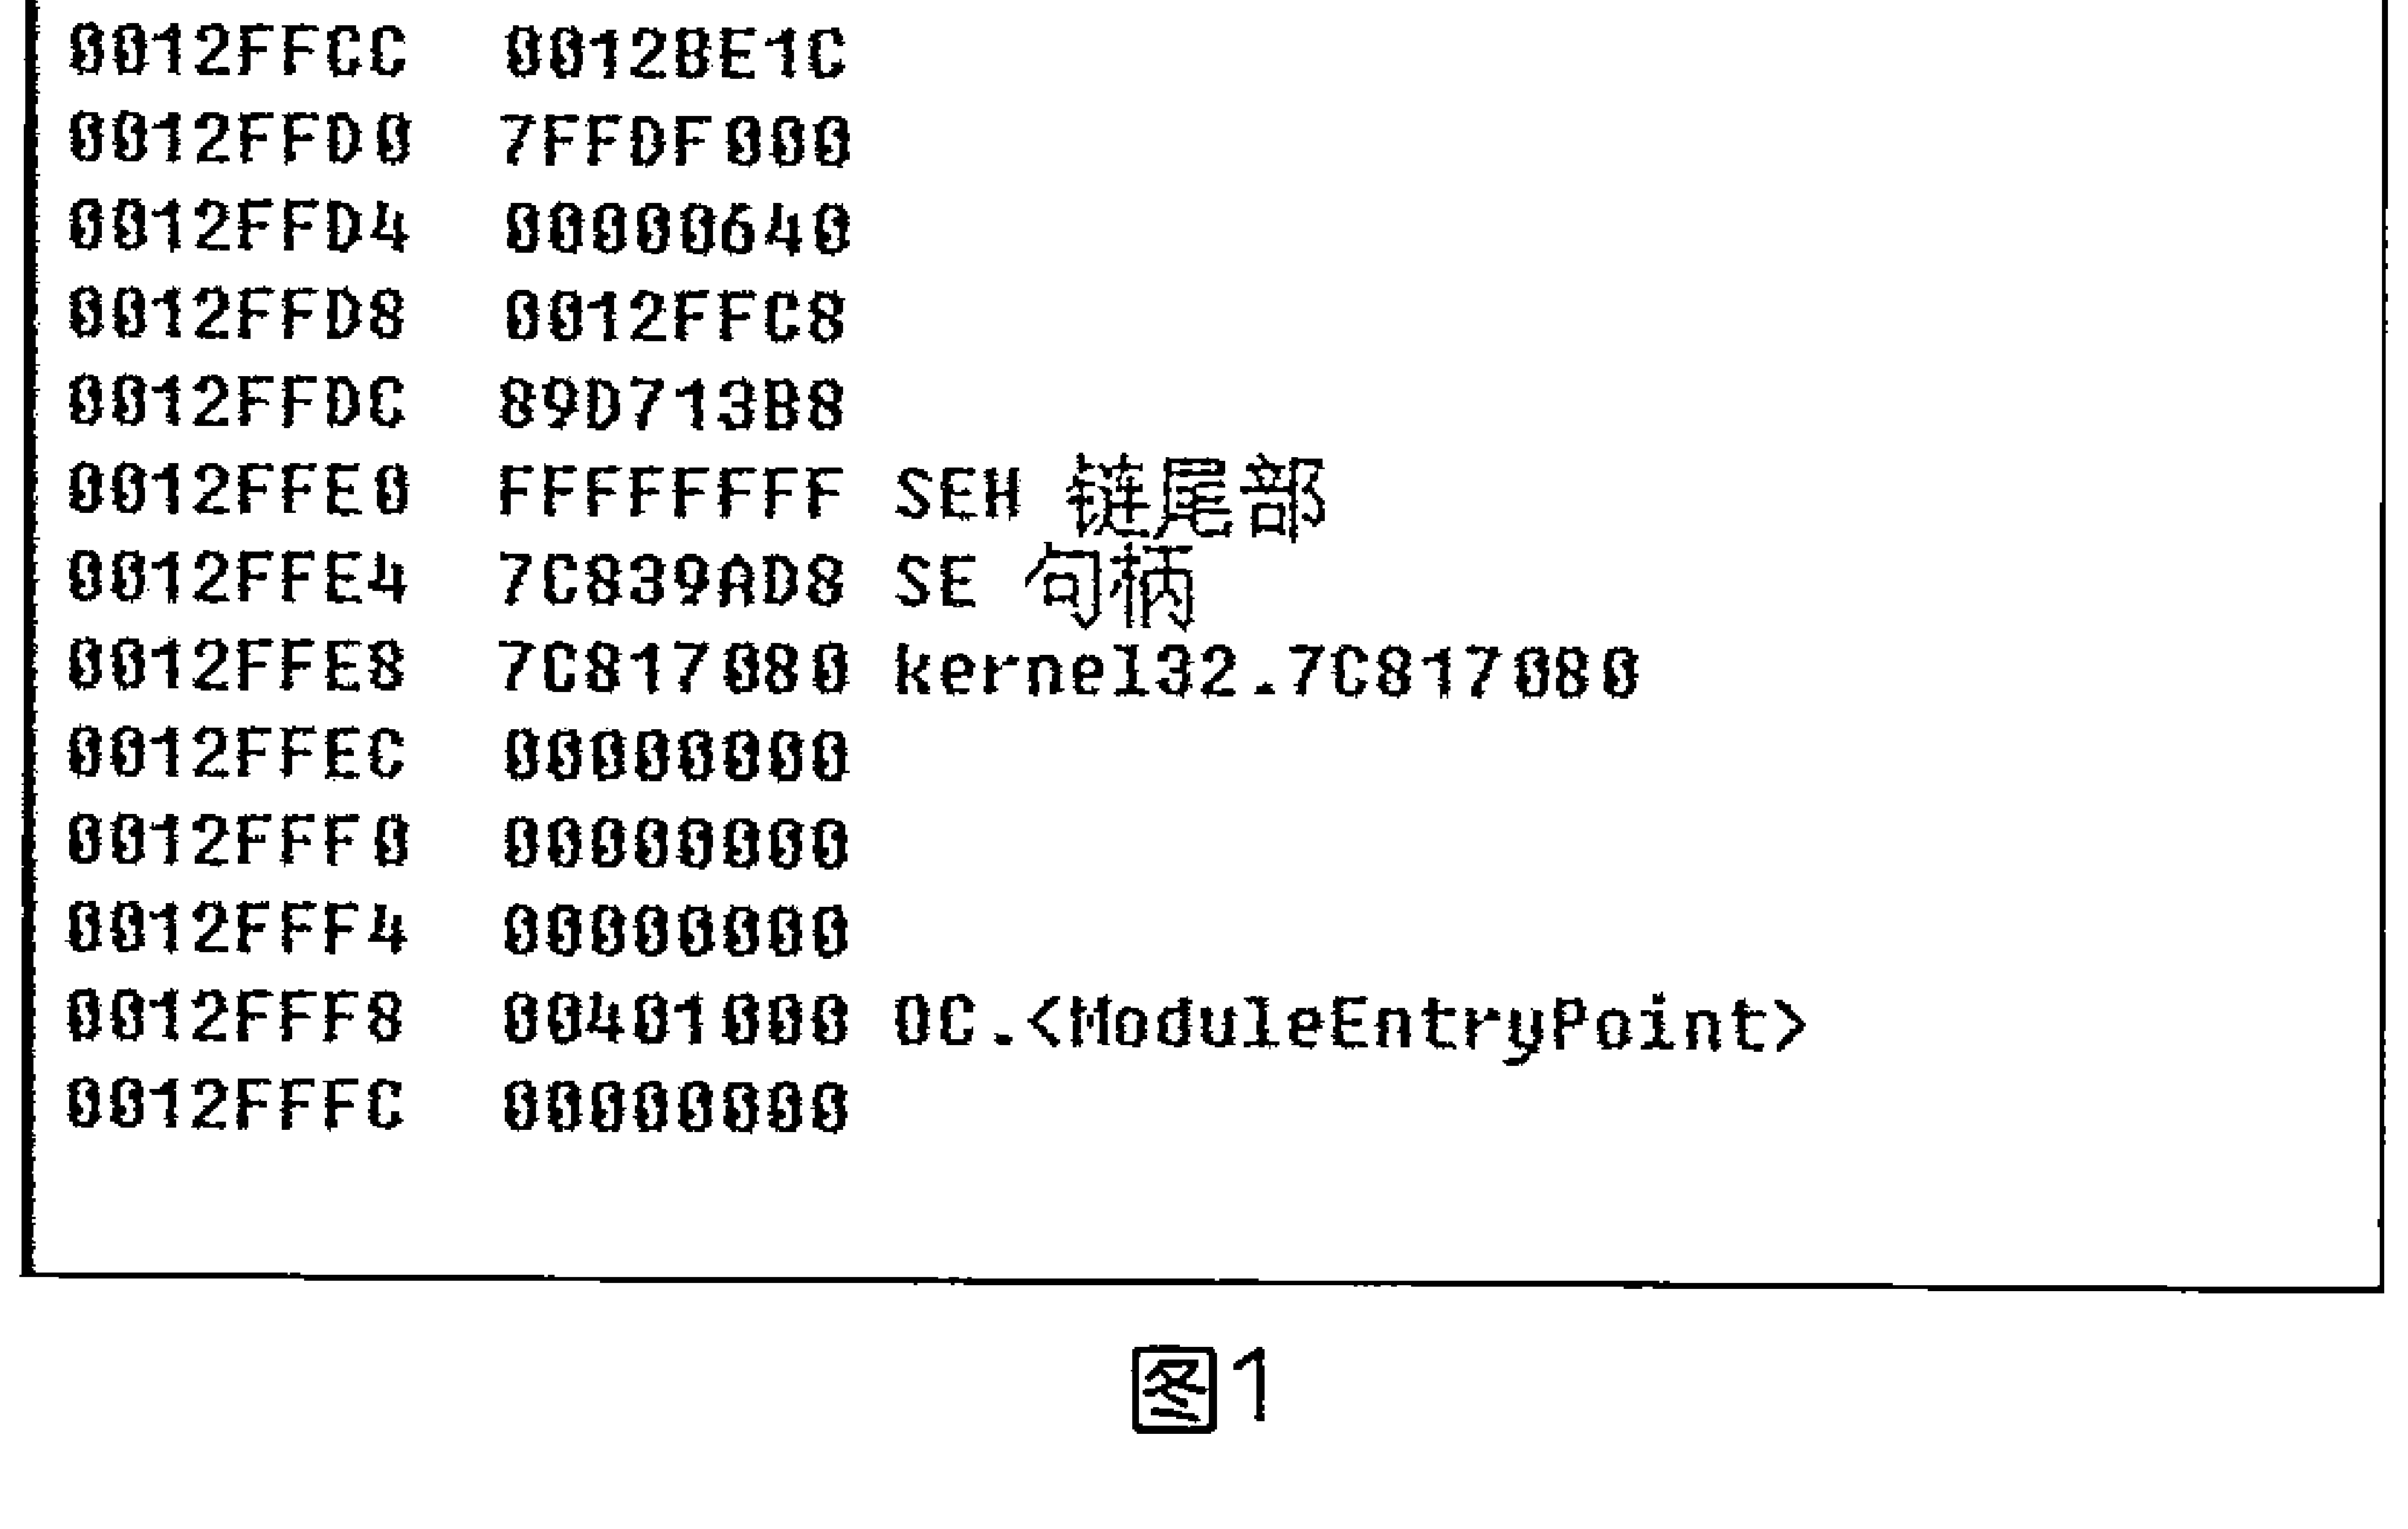 0012FFCC 0012BE1C
0012FFD0 7FFDF000
0012FFD4 00000640
0012FFD8 0012FFC8
0012FFDC 89D713B8
0012FFE0 FFFFFFFF SEH 链尾部
0012FFE4 7C839AD8 SE 句柄
0012FFE8 7C817080 kernel32.7C817080
0012FFEC 00000000
0012FFF0 00000000
0012FFF4 00000000
0012FFF8 00401000 OC.<ModuleEntryPoint>
0012FFFC 00000000
图1